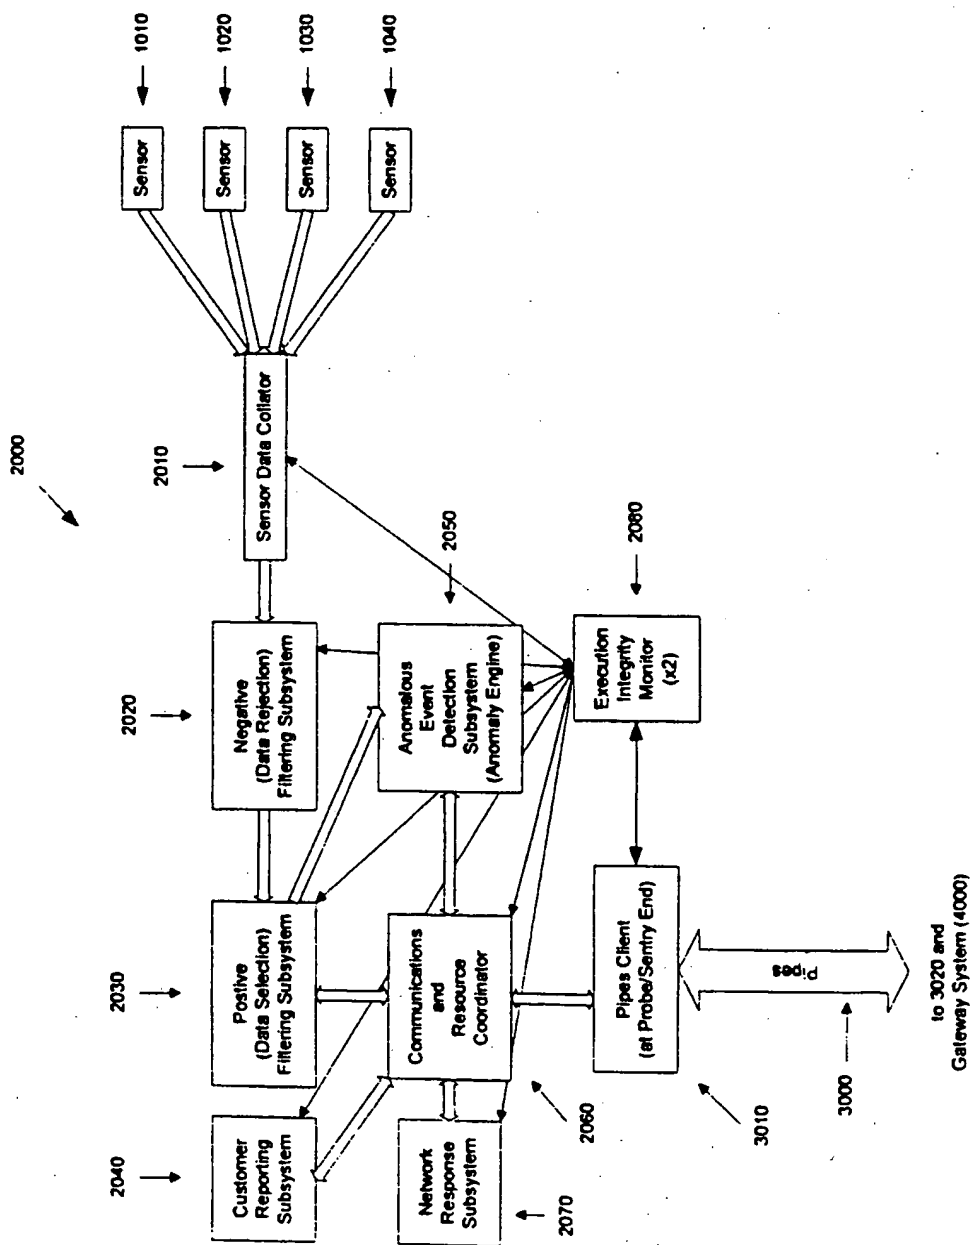 2000
1010
1020
1030
1040
Sensor
Sensor
Sensor
Sensor
2010
Sensor Data Collator
2020
Negative
(Data Rejection)
Filtering Subsystem
2030
Postive
(Data Selection)
Filtering Subsystem
2040
Customer
Reporting
Subsystem
2050
Anomalous
Event
Detection
Subsystem
(Anomaly Engine)
Communications
and
Resource
Coordinator
2060
Network
Response
Subsystem
2070
2080
Execution
Integrity
Monitor
(x2)
Pipes Client
(at Probe/Sentry End)
3010
Pipes
3000
to 3020 and
Gateway System (4000)